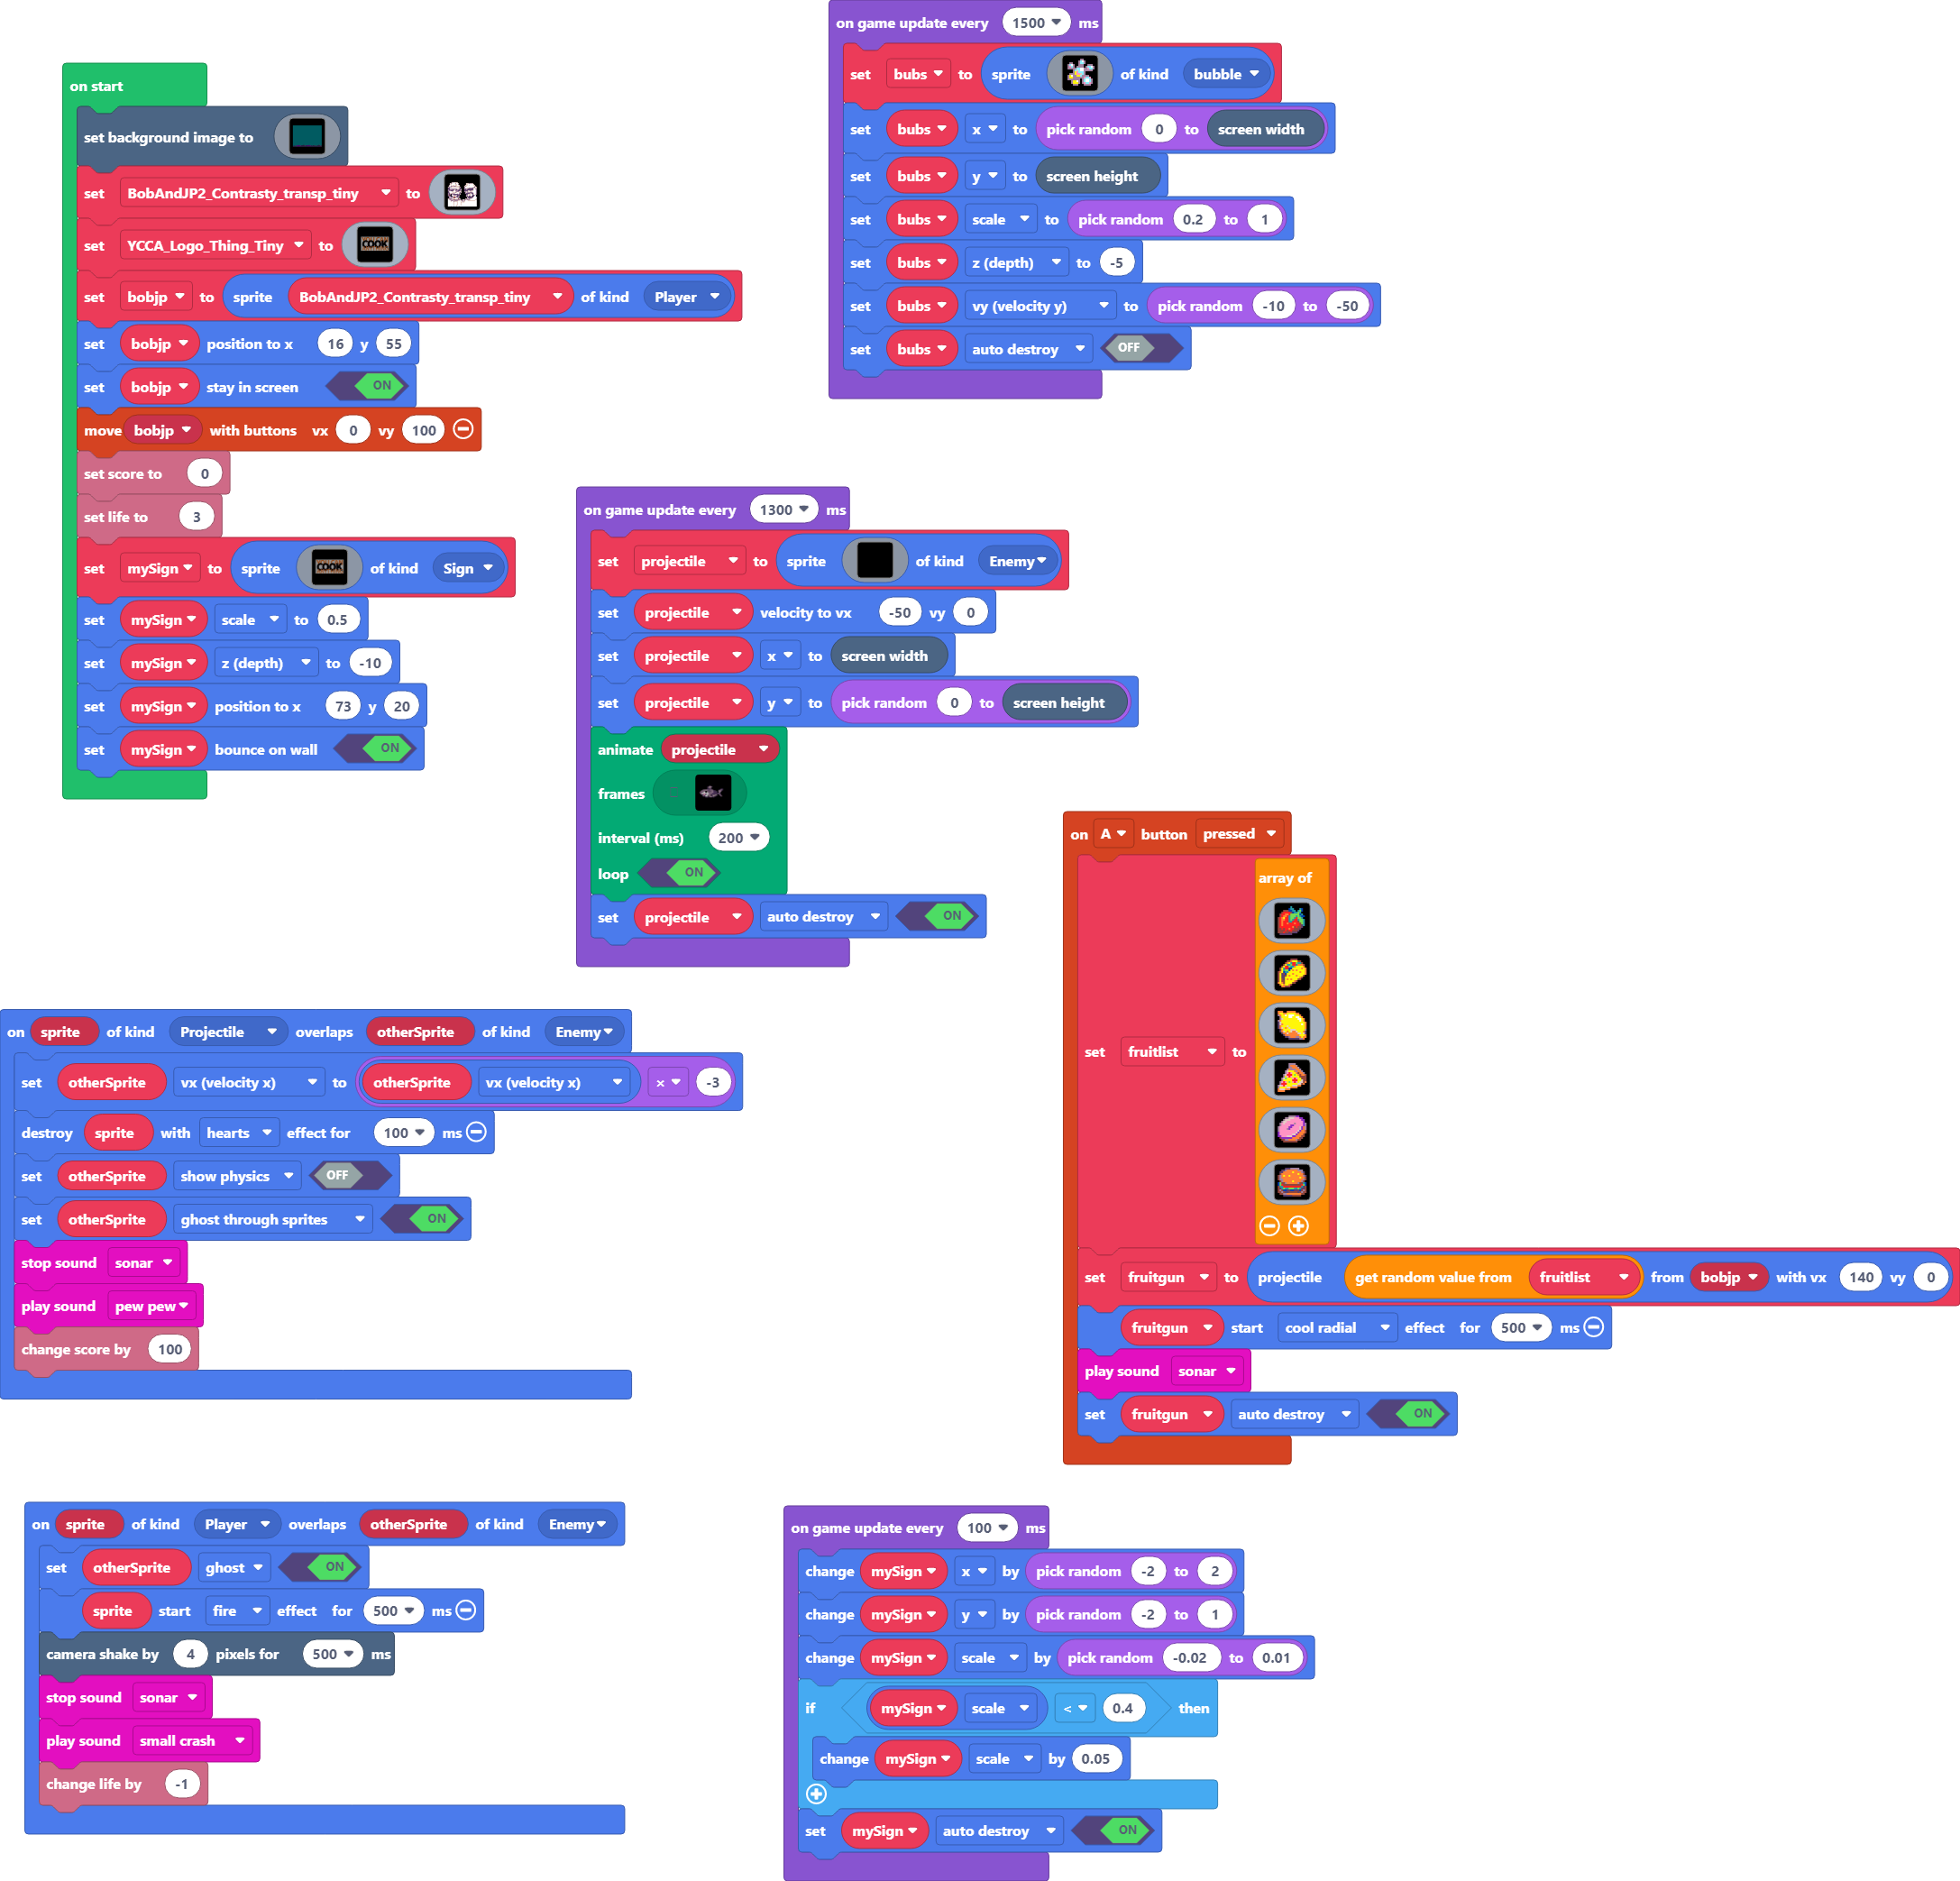 on start
set background image to
set BobAndJP2_Contrasty_transp_tiny to
set YCCA_Logo_Thing_Tiny to COOK
set bobjp to sprite BobAndJP2_Contrasty_transp_tiny of kind Player
set bobjp position to x 16 y 55
set bobjp stay in screen ON
move bobjp with buttons vx 0 vy 100
set score to 0
set life to 3
set mySign to sprite COOK of kind Sign
set mySign scale to 0.5
set mySign z (depth) to -10
set mySign position to x 73 y 20
set mySign bounce on wall ON
on game update every 1500 ms
set bubs to sprite of kind bubble
set bubs x to pick random 0 to screen width
set bubs y to screen height
set bubs scale to pick random 0.2 to 1
set bubs z (depth) to -5
set bubs vy (velocity y) to pick random -10 to -50
set bubs auto destroy OFF
on game update every 1300 ms
set projectile to sprite of kind Enemy
set projectile velocity to vx -50 vy 0
set projectile x to screen width
set projectile y to pick random 0 to screen height
animate projectile
frames
interval (ms) 200
loop ON
set projectile auto destroy ON
on A button pressed
array of
set fruitlist to
set fruitgun to projectile get random value from fruitlist from bobjp with vx 140 vy 0
fruitgun start cool radial effect for 500 ms
play sound sonar
set fruitgun auto destroy ON
on sprite of kind Projectile overlaps otherSprite of kind Enemy
set otherSprite vx (velocity x) to otherSprite vx (velocity x) × -3
destroy sprite with hearts effect for 100 ms
set otherSprite show physics OFF
set otherSprite ghost through sprites ON
stop sound sonar
play sound pew pew
change score by 100
on sprite of kind Player overlaps otherSprite of kind Enemy
set otherSprite ghost ON
sprite start fire effect for 500 ms
camera shake by 4 pixels for 500 ms
stop sound sonar
play sound small crash
change life by -1
on game update every 100 ms
change mySign x by pick random -2 to 2
change mySign y by pick random -2 to 1
change mySign scale by pick random -0.02 to 0.01
if mySign scale < 0.4 then
change mySign scale by 0.05
set mySign auto destroy ON